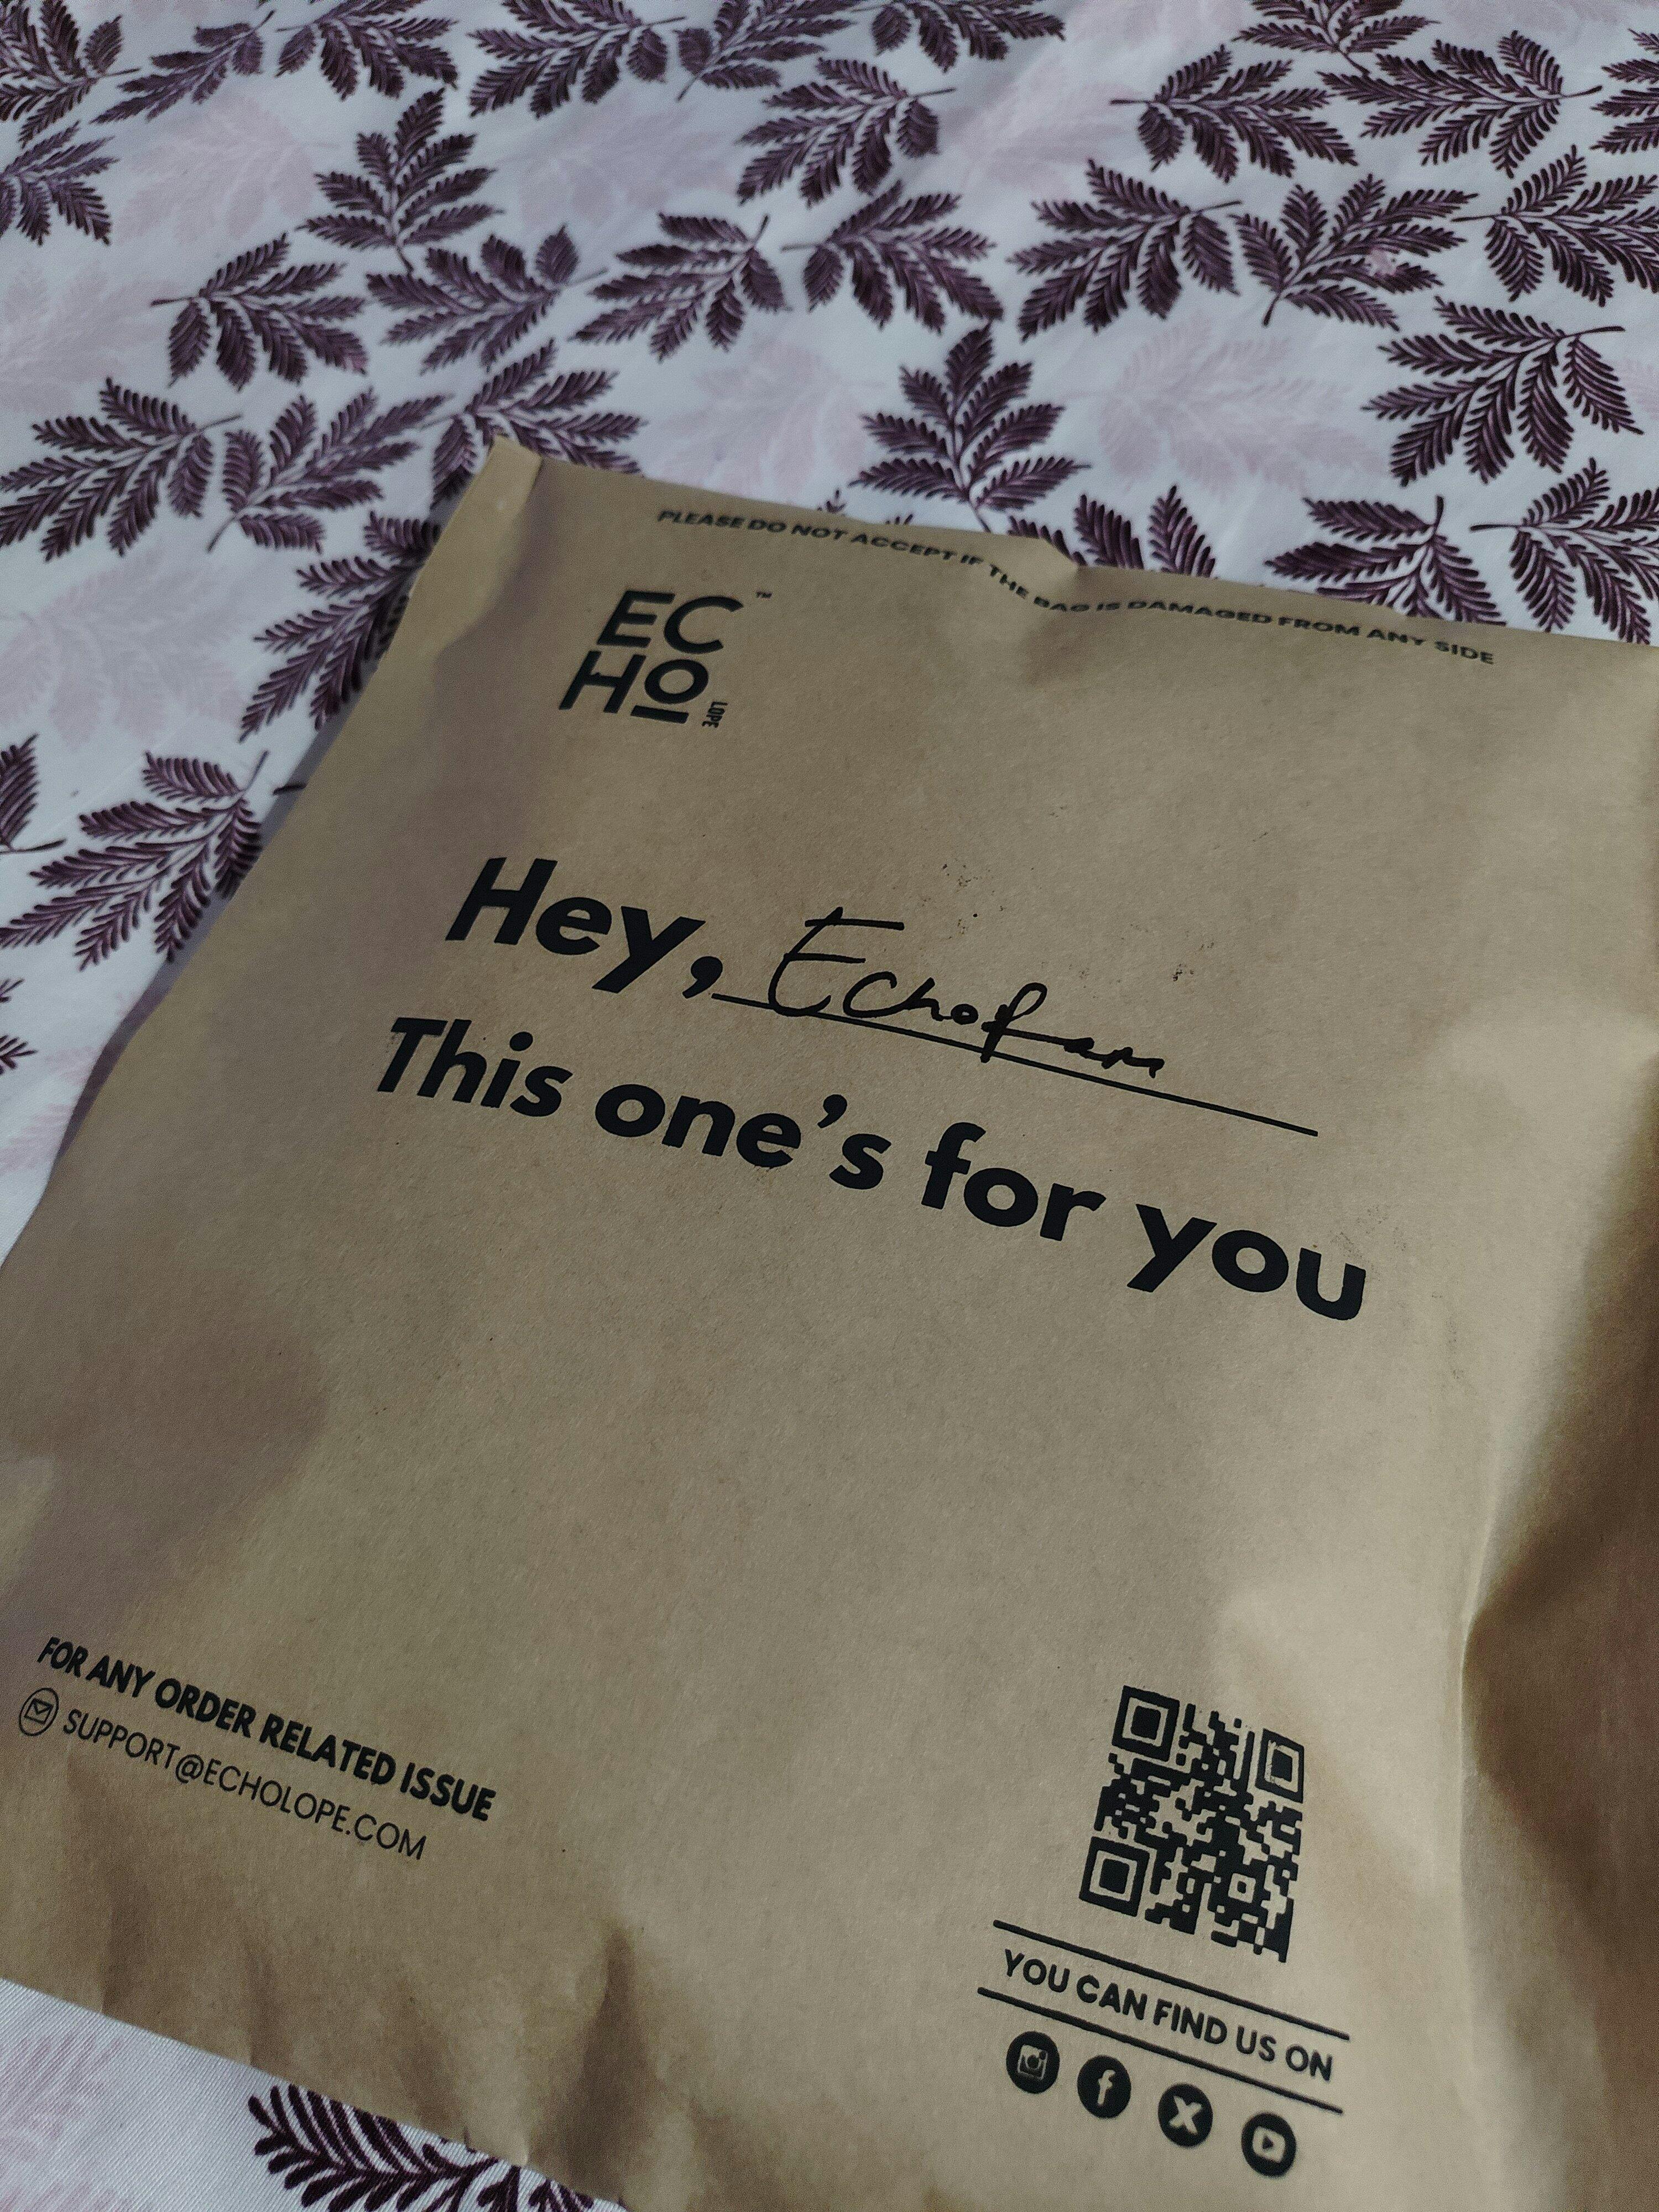 PLEASE DO NOT ACCEPT IF THE BAG IS DAMAGED FROM ANY SIDE
EC™
HO LOPE
Hey, Echofam
This one's for you
FOR ANY ORDER RELATED ISSUE
SUPPORT@ECHOLOPE.COM
YOU CAN FIND US ON